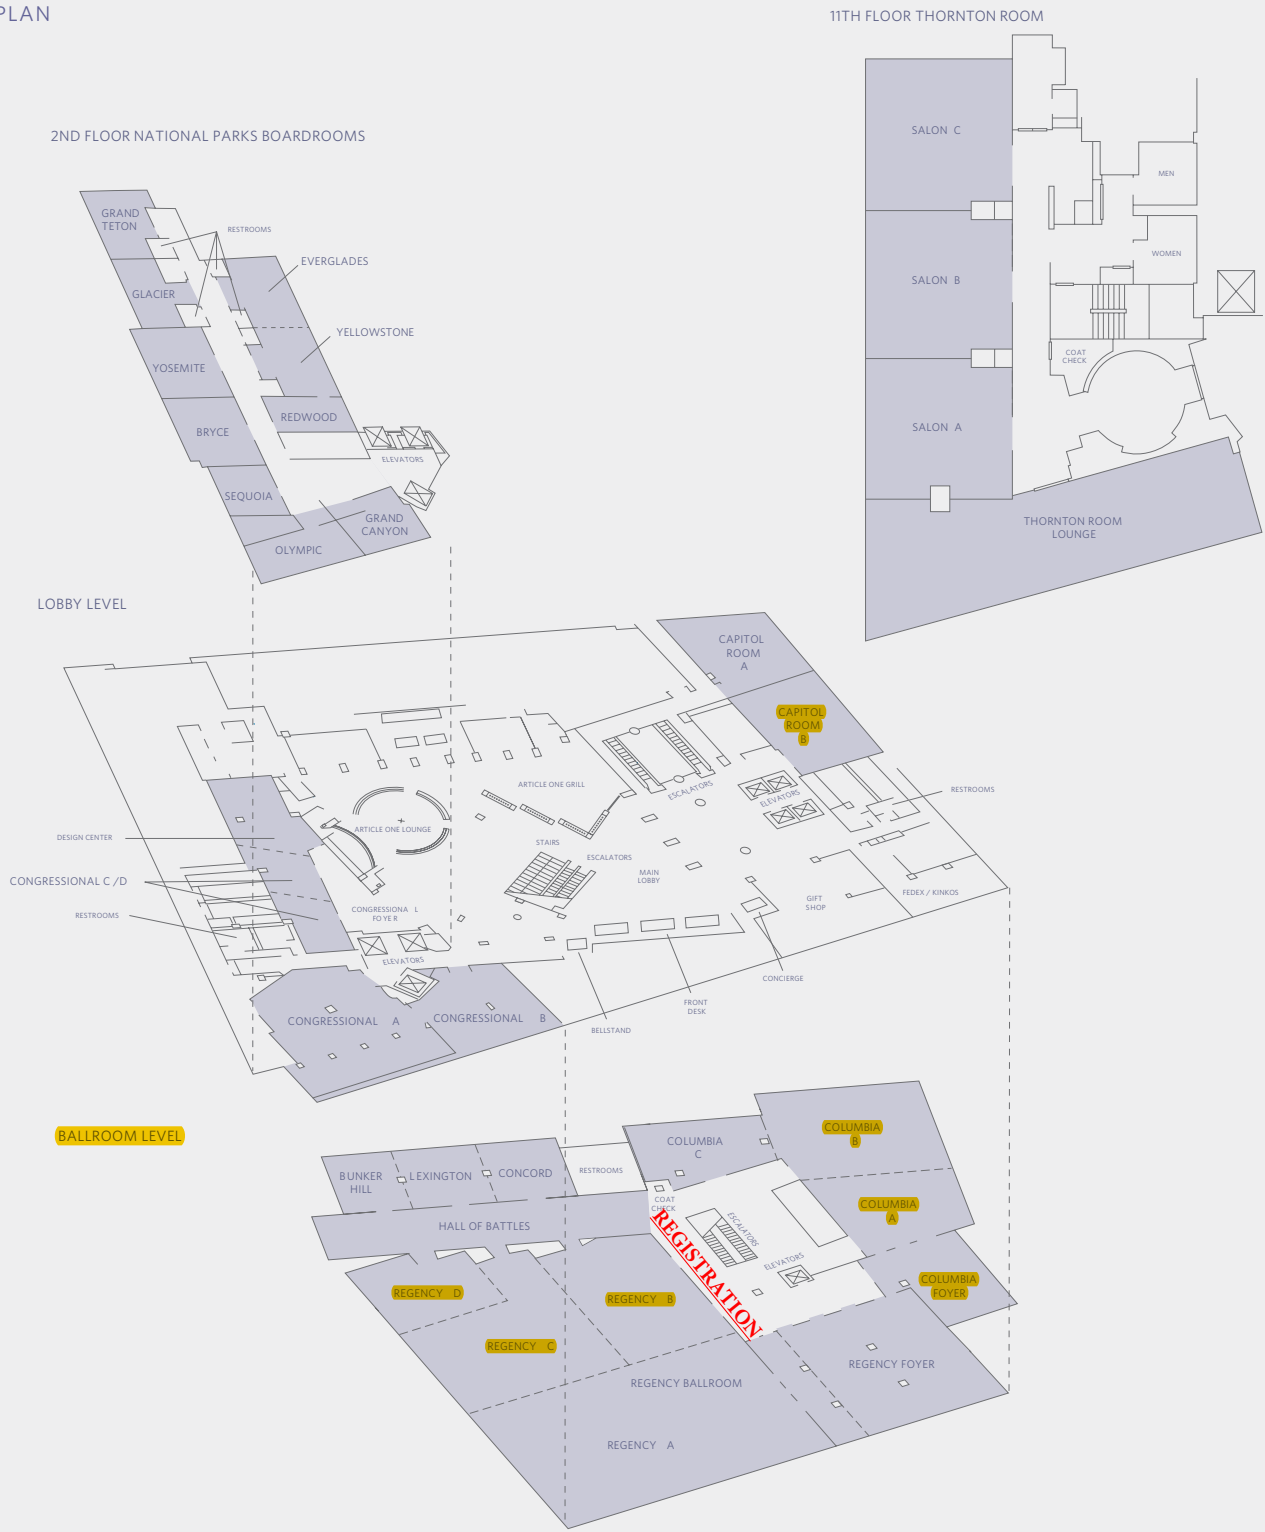 PLAN
11TH FLOOR THORNTON ROOM
SALON C
MEN
SALON B
WOMEN
COAT
CHECK
SALON A
THORNTON ROOM
LOUNGE
2ND FLOOR NATIONAL PARKS BOARDROOMS
GRAND
TETON
RESTROOMS
EVERGLADES
GLACIER
YELLOWSTONE
YOSEMITE
REDWOOD
BRYCE
ELEVATORS
SEQUOIA
GRAND
CANYON
OLYMPIC
LOBBY LEVEL
CAPITOL
ROOM
A
CAPITOL
ROOM
B
ARTICLE ONE GRILL
ESCALATORS
ELEVATORS
RESTROOMS
ARTICLE ONE LOUNGE
DESIGN CENTER
STAIRS
ESCALATORS
MAIN
LOBBY
CONGRESSIONAL C /D
FEDEX / KINKOS
GIFT
SHOP
RESTROOMS
CONGRESSIONA L
FO YE R
ELEVATORS
CONCIERGE
FRONT
DESK
CONGRESSIONAL A
CONGRESSIONAL B
BELLSTAND
BALLROOM LEVEL
COLUMBIA
B
COLUMBIA
C
BUNKER
HILL
LEXINGTON
CONCORD
RESTROOMS
COAT
CHECK
COLUMBIA
A
HALL OF BATTLES
REGISTRATION
ESCALATORS
ELEVATORS
COLUMBIA
FOYER
REGENCY D
REGENCY B
REGENCY C
REGENCY FOYER
REGENCY BALLROOM
REGENCY A